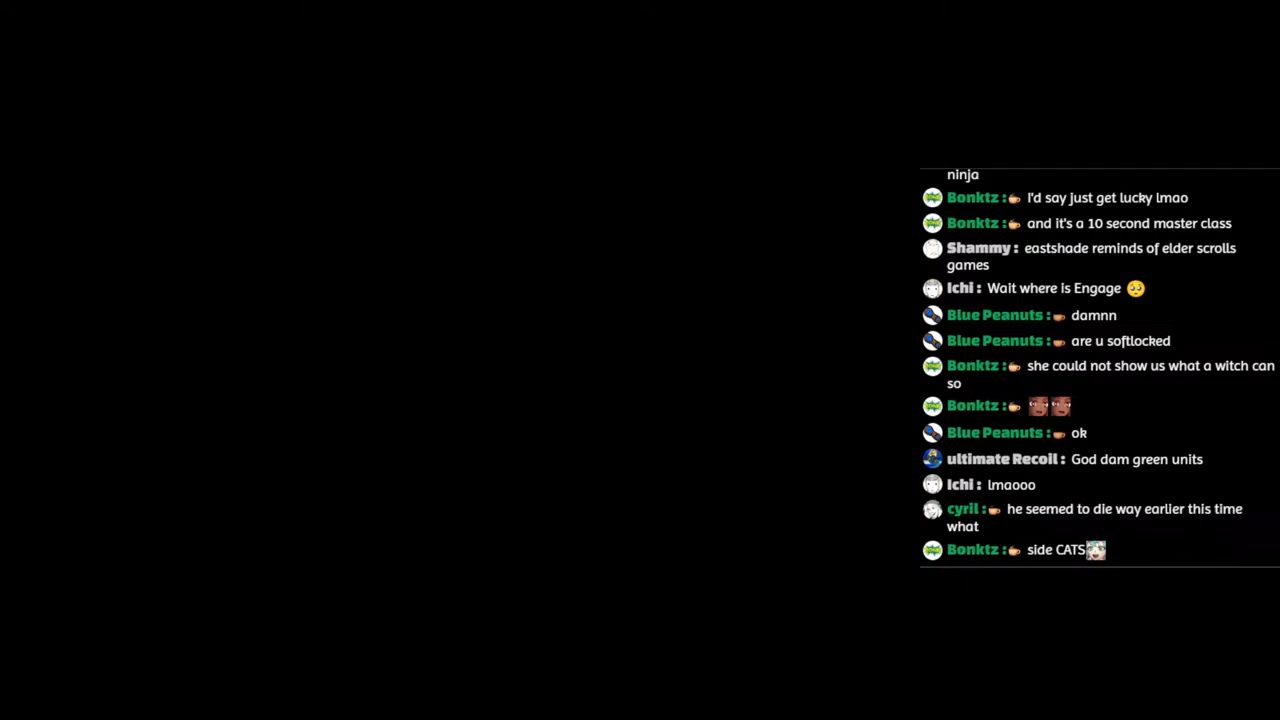 ninja
Bonktz : I'd say just get lucky lmao
Bonktz : and it's a 10 second master class
Shammy : eastshade reminds of elder scrolls
games
Ichi : Wait where is Engage 🥺
Blue Peanuts : damnn
Blue Peanuts : are u softlocked
Bonktz : she could not show us what a witch can
so
Bonktz :
Blue Peanuts : ok
ultimate Recoil : God dam green units
Ichi : lmaooo
cyril : he seemed to die way earlier this time
what
Bonktz : side CATS